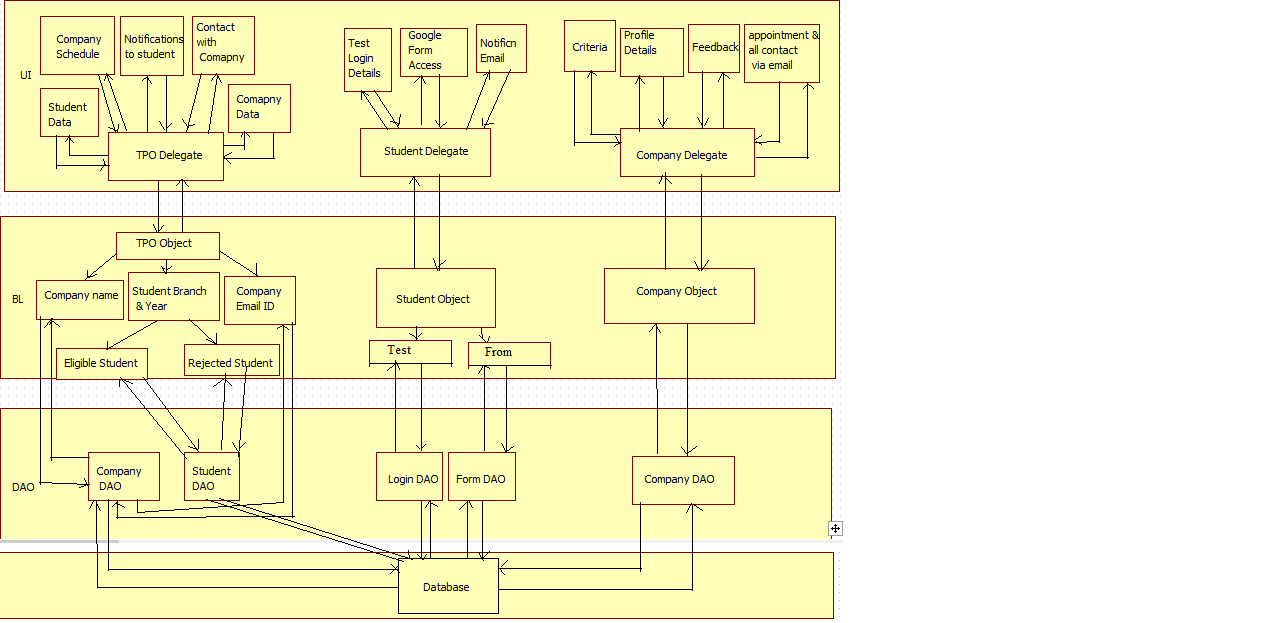 Company
Schedule
Notifications
to student
Contact
with
Comapny
Test
Login
Details
Google
Form
Access
Notificn
Email
Criteria
Profile
Details
Feedback
appointment &
all contact
via email
UI
Student
Data
Comapny
Data
TPO Delegate
Student Delegate
Company Delegate
TPO Object
BL
Company name
Student Branch
& Year
Company
Email ID
Student Object
Company Object
Eligible Student
Rejected Student
Test
From
DAO
Company
DAO
Student
DAO
Login DAO
Form DAO
Company DAO
Database